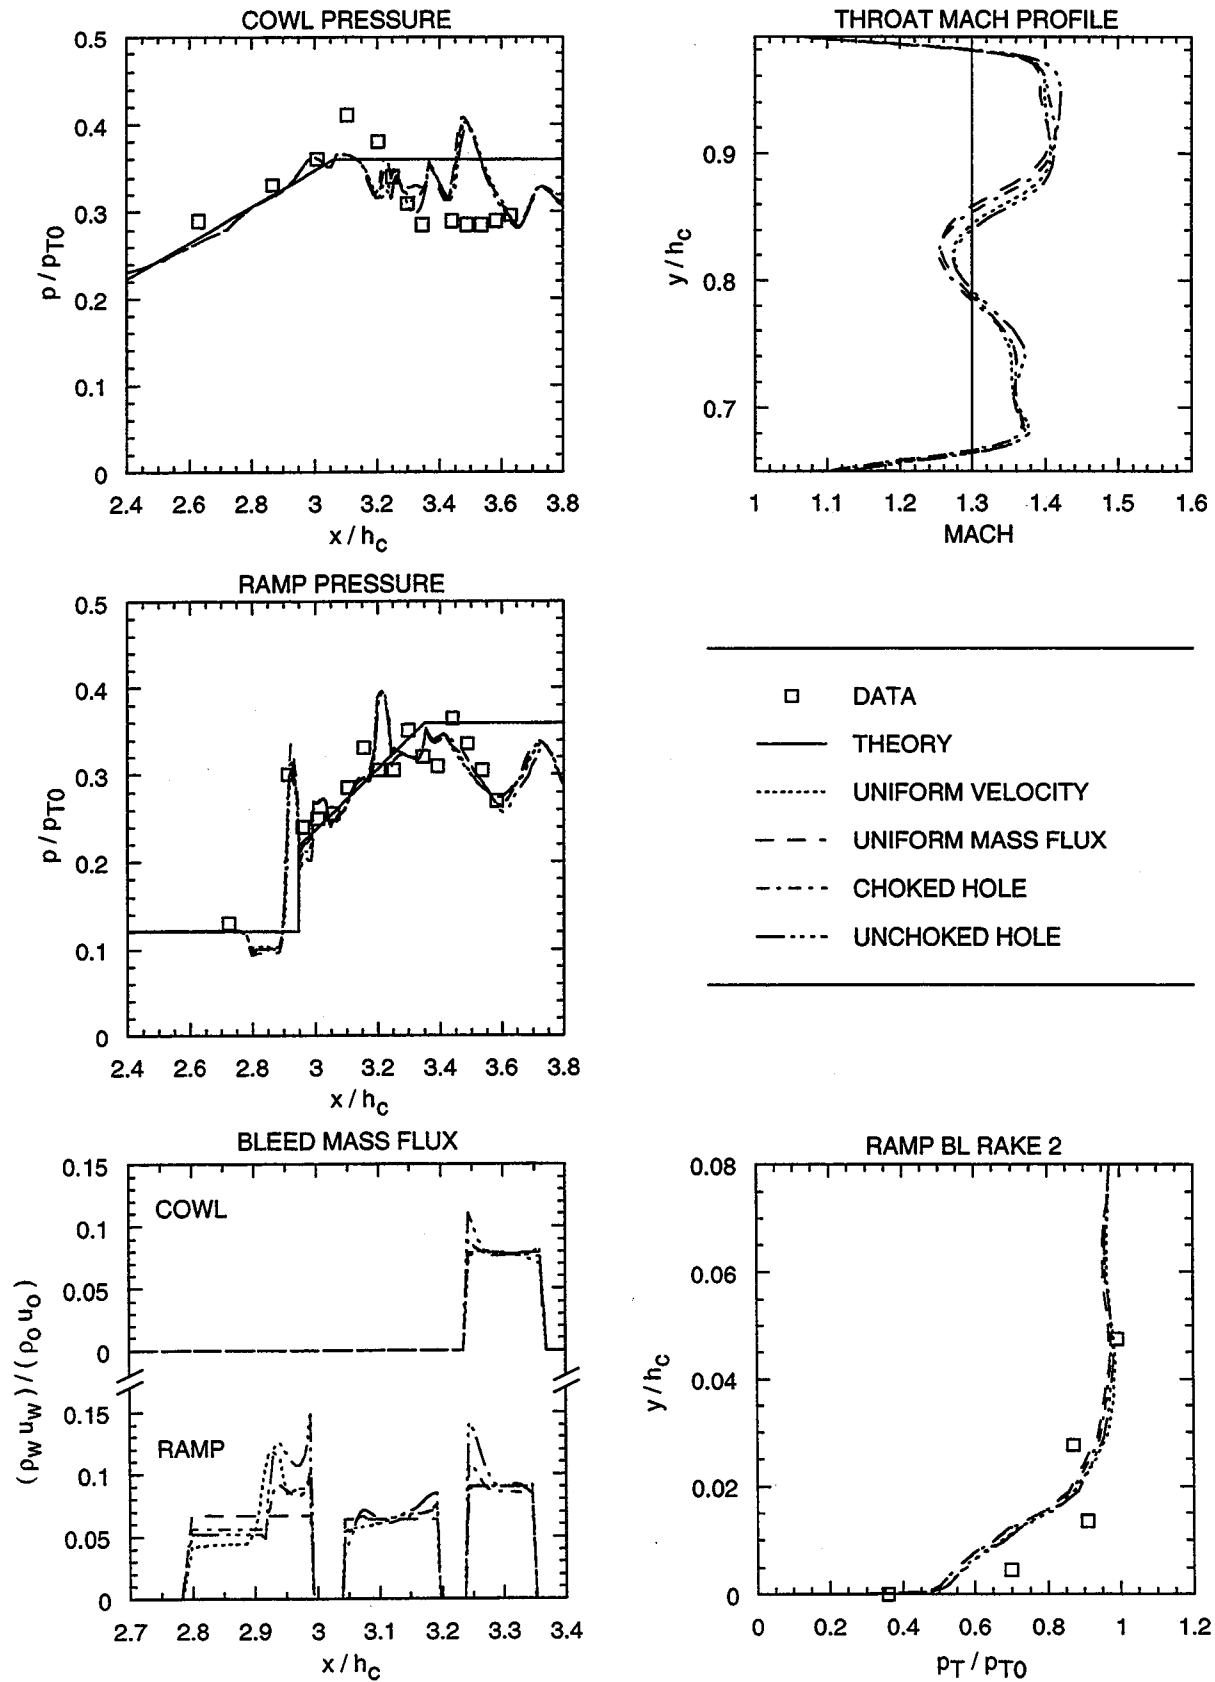 COWL PRESSURE
0.5
0.4
0.3
0.2
0.1
0
p / pT0
2.4 2.6 2.8 3 3.2 3.4 3.6 3.8
x / hc
THROAT MACH PROFILE
0.9
0.8
0.7
y / hc
1 1.1 1.2 1.3 1.4 1.5 1.6
MACH
RAMP PRESSURE
0.5
0.4
0.3
0.2
0.1
0
p / pT0
2.4 2.6 2.8 3 3.2 3.4 3.6 3.8
x / hc
DATA
THEORY
UNIFORM VELOCITY
UNIFORM MASS FLUX
CHOKED HOLE
UNCHOKED HOLE
BLEED MASS FLUX
0.15
COWL
0.1
0.05
0
0.15
RAMP
0.1
0.05
0
(ρw uw) / (ρo uo)
2.7 2.8 2.9 3 3.1 3.2 3.3 3.4
x / hc
RAMP BL RAKE 2
0.08
0.06
0.04
0.02
0
y / hc
0 0.2 0.4 0.6 0.8 1 1.2
pT / pT0